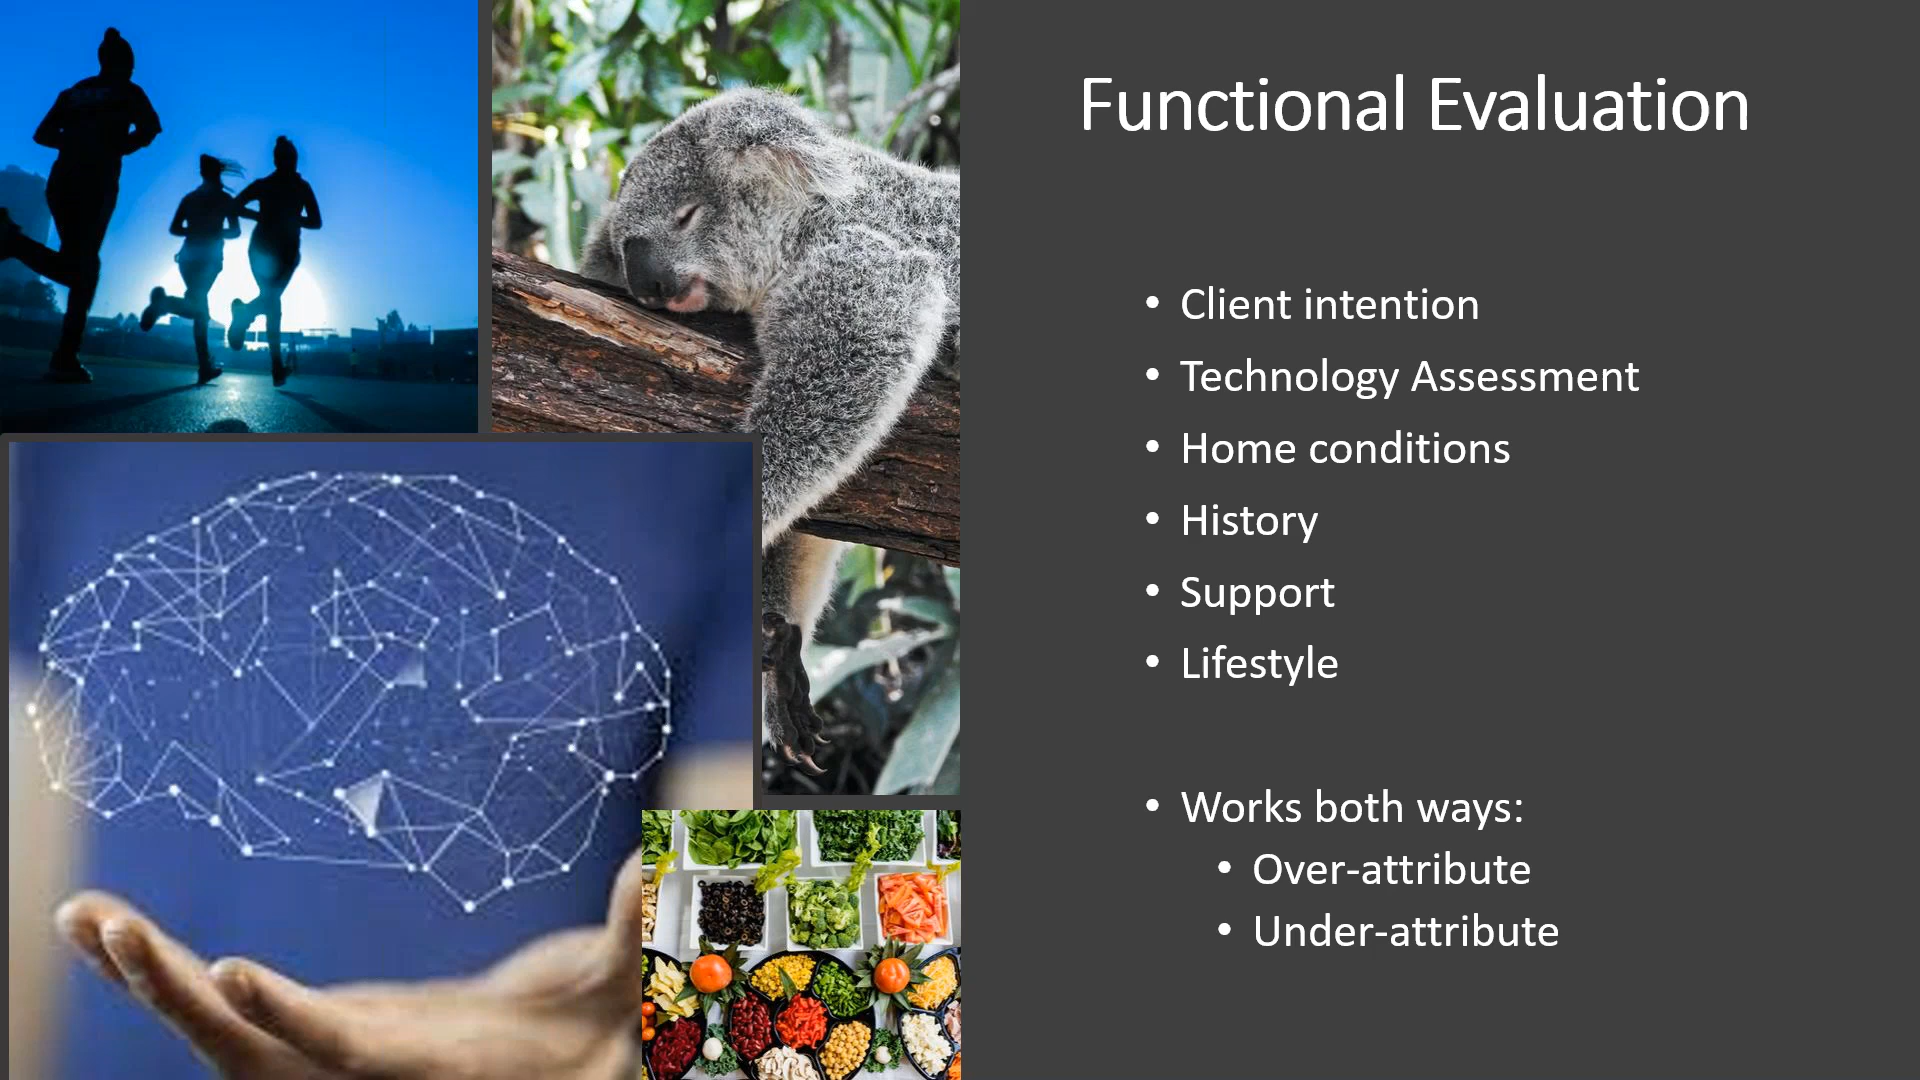 Functional Evaluation
• Client intention
• Technology Assessment
• Home conditions
• History
• Support
• Lifestyle
• Works both ways:
• Over-attribute
• Under-attribute